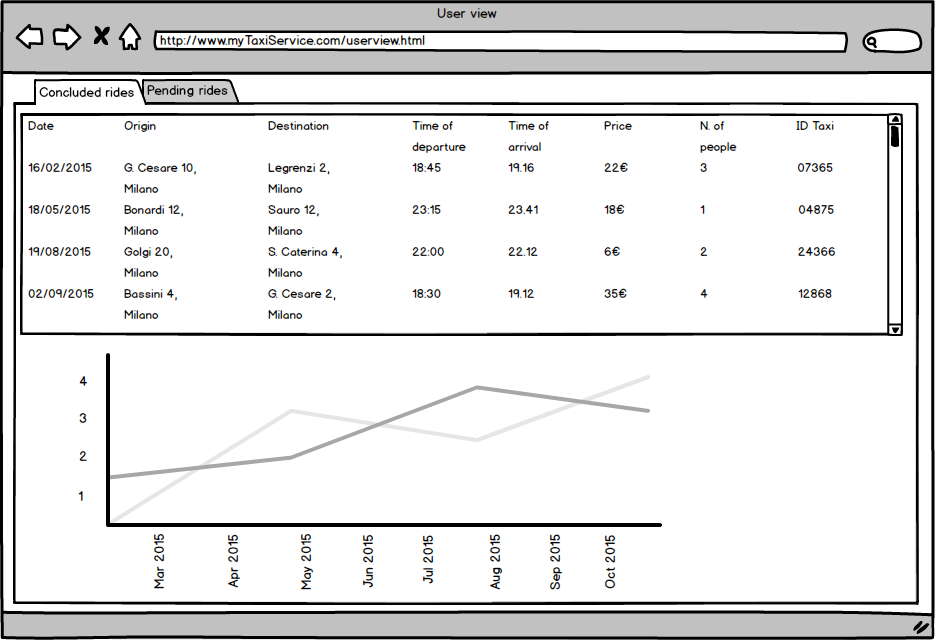 User view
http://www.myTaxiService.com/userview.html
Concluded rides Pending rides
Date Origin Destination Time of Time of Price N. of ID Taxi
departure arrival people
16/02/2015 G. Cesare 10, Legrenzi 2, 18:45 19.16 22€ 3 07365
Milano Milano
18/05/2015 Bonardi 12, Sauro 12, 23:15 23.41 18€ 1 04875
Milano Milano
19/08/2015 Golgi 20, S. Caterina 4, 22:00 22.12 6€ 2 24366
Milano Milano
02/09/2015 Bassini 4, G. Cesare 2, 18:30 19.12 35€ 4 12868
Milano Milano
4
3
2
1
Mar 2015 Apr 2015 May 2015 Jun 2015 Jul 2015 Aug 2015 Sep 2015 Oct 2015